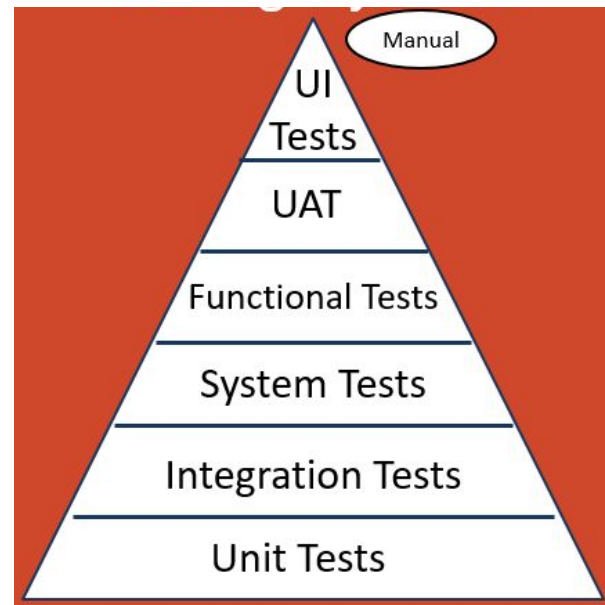 Manual
UI
Tests
UAT
Functional Tests
System Tests
Integration Tests
Unit Tests